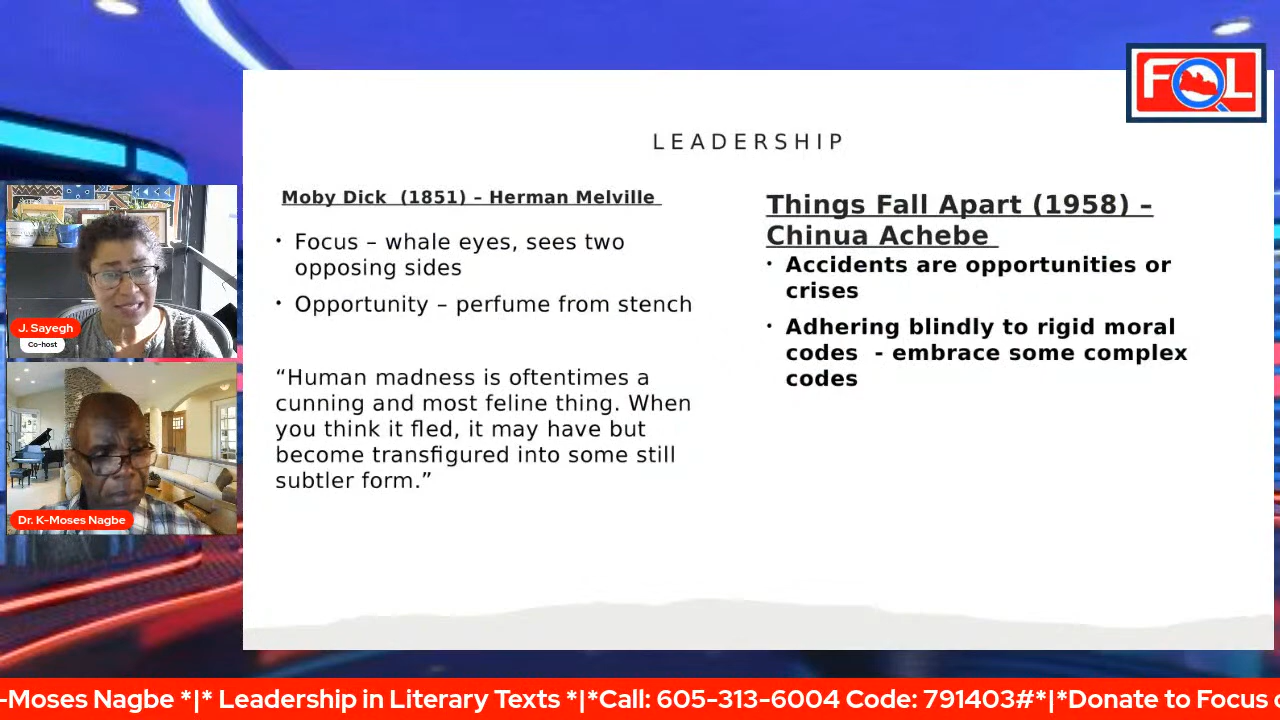 FOL
LEADERSHIP
Moby Dick (1851) – Herman Melville
• Focus – whale eyes, sees two
opposing sides
• Opportunity – perfume from stench
“Human madness is oftentimes a
cunning and most feline thing. When
you think it fled, it may have but
become transfigured into some still
subtler form.”
Things Fall Apart (1958) –
Chinua Achebe
• Accidents are opportunities or
crises
• Adhering blindly to rigid moral
codes - embrace some complex
codes
J. Sayegh
Co-host
Dr. K-Moses Nagbe
-Moses Nagbe *|* Leadership in Literary Texts *|*Call: 605-313-6004 Code: 791403#*|*Donate to Focus